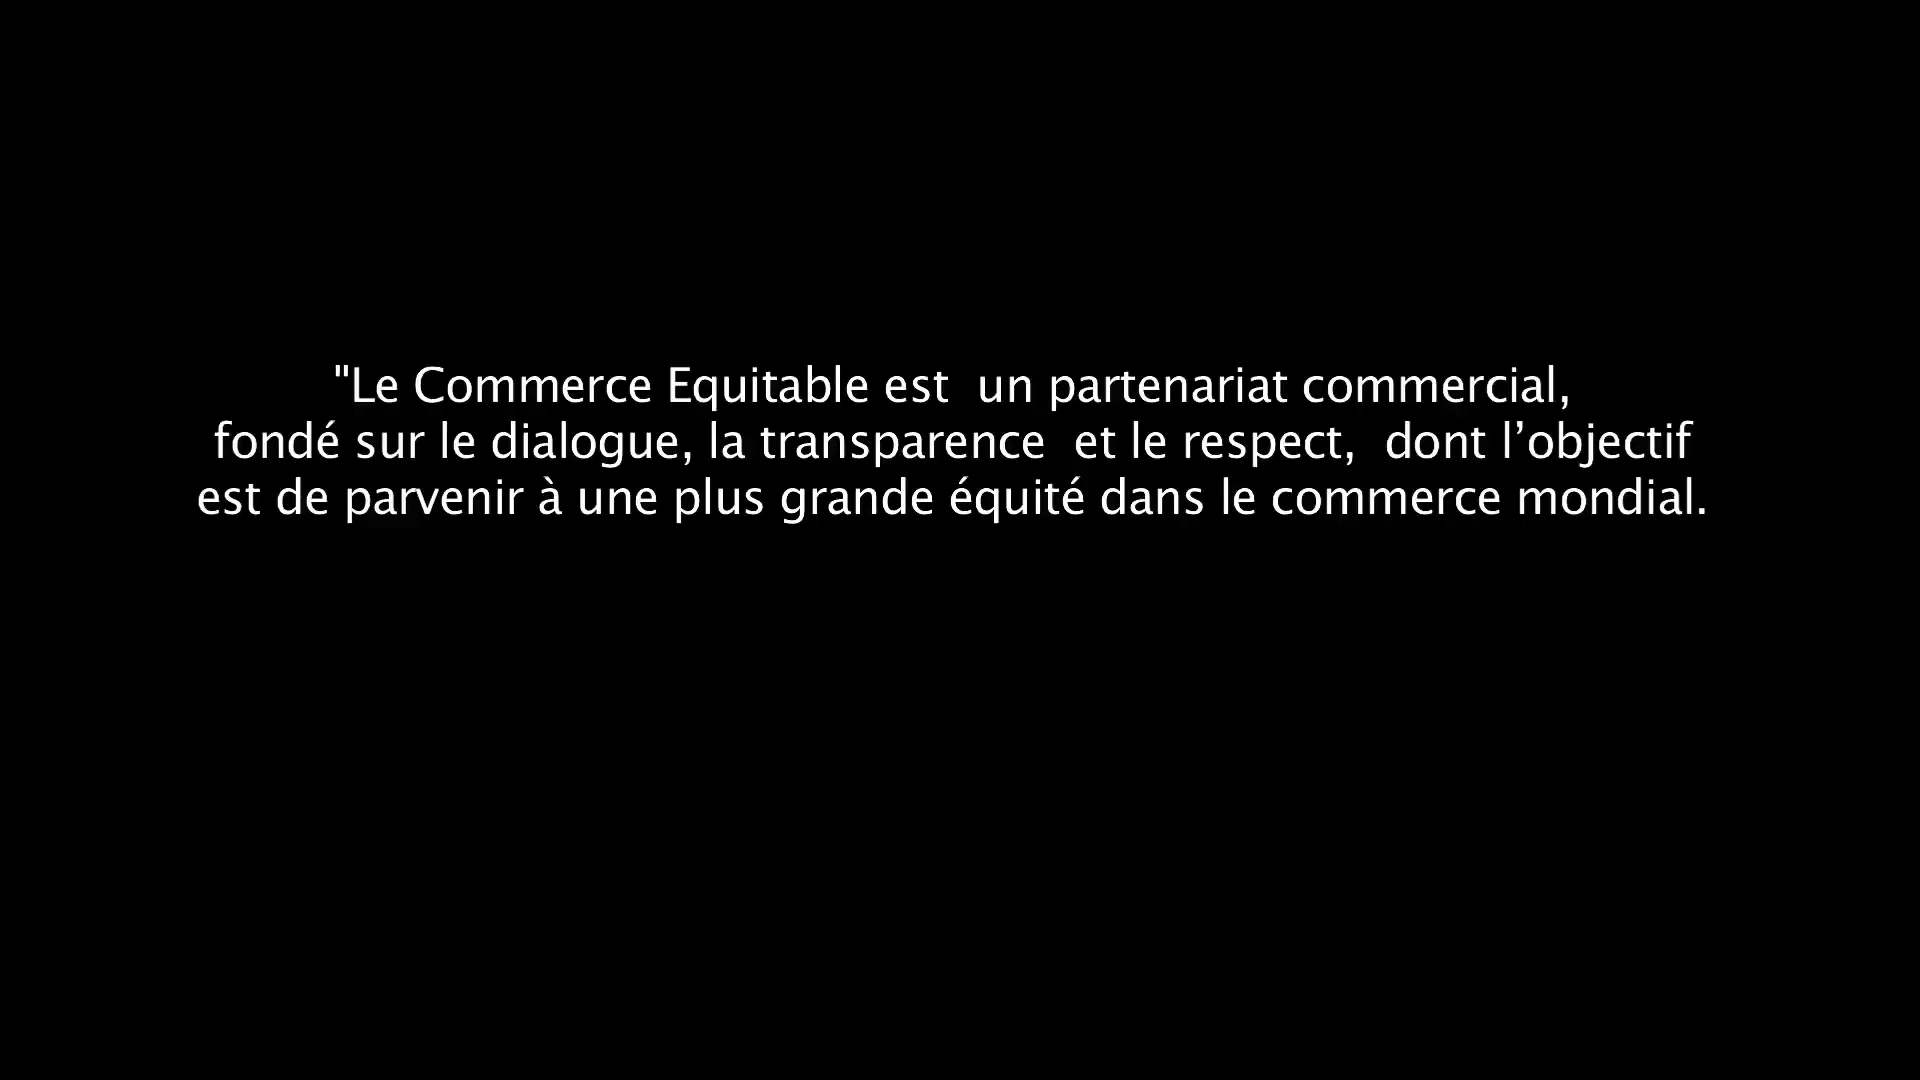 "Le Commerce Equitable est  un partenariat commercial,
fondé sur le dialogue, la transparence  et le respect,  dont l’objectif
est de parvenir à une plus grande équité dans le commerce mondial.